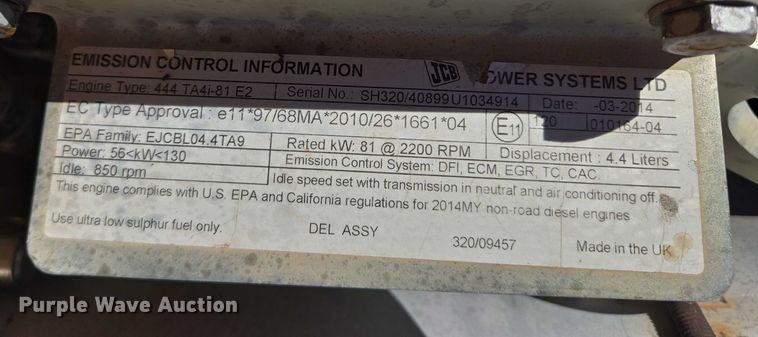 EMISSION CONTROL INFORMATION JCB POWER SYSTEMS LTD
Engine Type: 444 TA4i-81 E2 Serial No.: SH320/40899U1034914 Date: -03-2014
EC Type Approval : e11*97/68MA*2010/26*1661*04 E11 120 010164-04
EPA Family: EJCBL04.4TA9 Rated kW: 81 @ 2200 RPM Displacement : 4.4 Liters
Power: 56<kW<130 Emission Control System: DFI, ECM, EGR, TC, CAC
Idle: 850 rpm Idle speed set with transmission in neutral and air conditioning off.
This engine complies with U.S. EPA and California regulations for 2014MY non-road diesel engines
Use ultra low sulphur fuel only. DEL ASSY 320/09457 Made in the UK
Purple Wave Auction